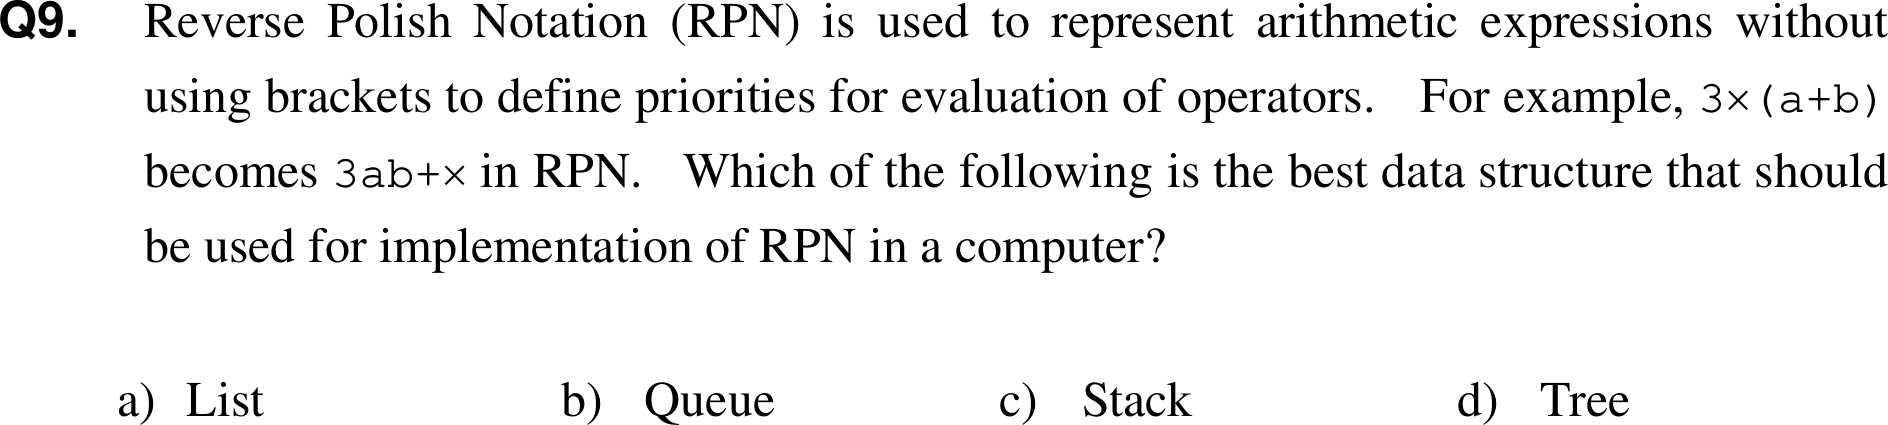 Q9. Reverse Polish Notation (RPN) is used to represent arithmetic expressions without
using brackets to define priorities for evaluation of operators. For example, 3×(a+b)
becomes 3ab+× in RPN. Which of the following is the best data structure that should
be used for implementation of RPN in a computer?
a) List b) Queue c) Stack d) Tree